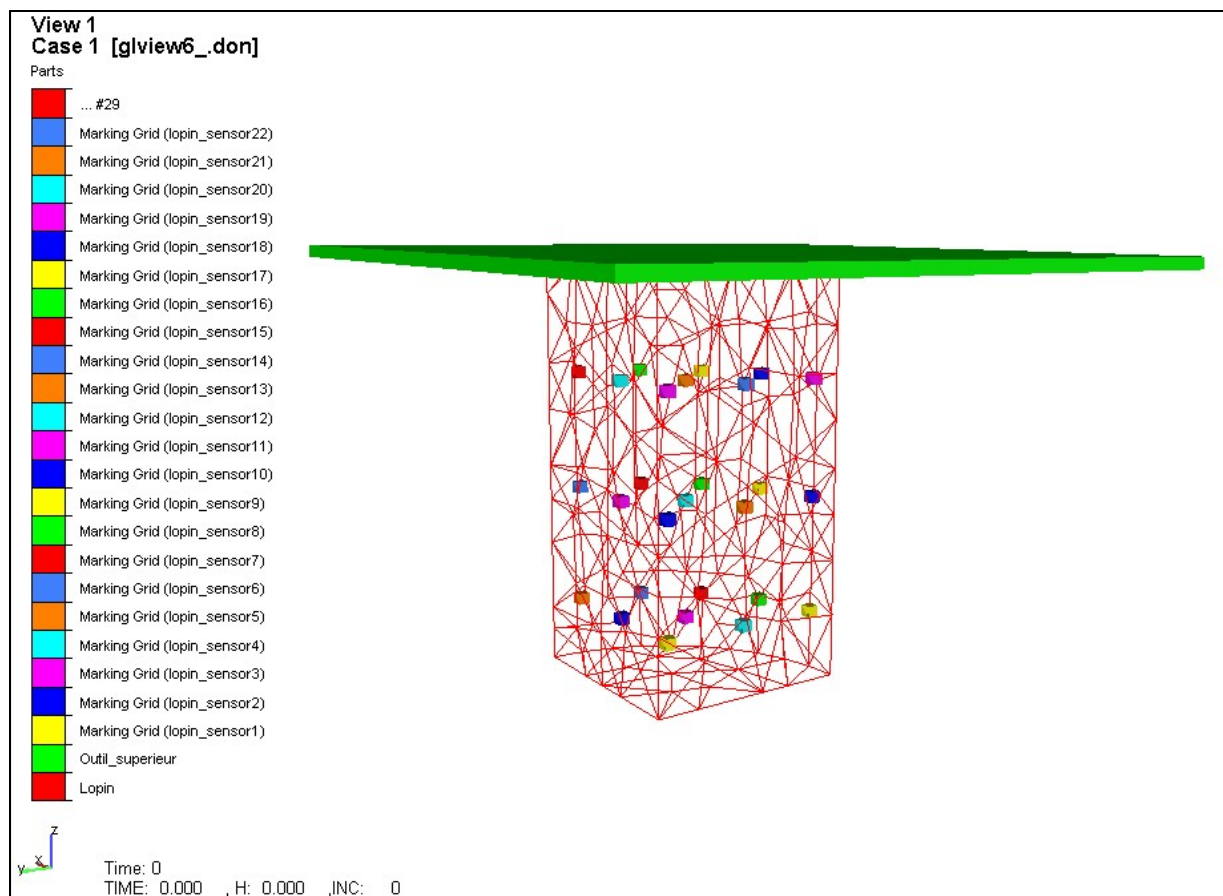 View 1
Case 1 [glview6_.don]
Parts
... #29
Marking Grid (lopin_sensor22)
Marking Grid (lopin_sensor21)
Marking Grid (lopin_sensor20)
Marking Grid (lopin_sensor19)
Marking Grid (lopin_sensor18)
Marking Grid (lopin_sensor17)
Marking Grid (lopin_sensor16)
Marking Grid (lopin_sensor15)
Marking Grid (lopin_sensor14)
Marking Grid (lopin_sensor13)
Marking Grid (lopin_sensor12)
Marking Grid (lopin_sensor11)
Marking Grid (lopin_sensor10)
Marking Grid (lopin_sensor9)
Marking Grid (lopin_sensor8)
Marking Grid (lopin_sensor7)
Marking Grid (lopin_sensor6)
Marking Grid (lopin_sensor5)
Marking Grid (lopin_sensor4)
Marking Grid (lopin_sensor3)
Marking Grid (lopin_sensor2)
Marking Grid (lopin_sensor1)
Outil_superieur
Lopin
z
x
y
Time: 0
TIME: 0.000 , H: 0.000 ,INC: 0